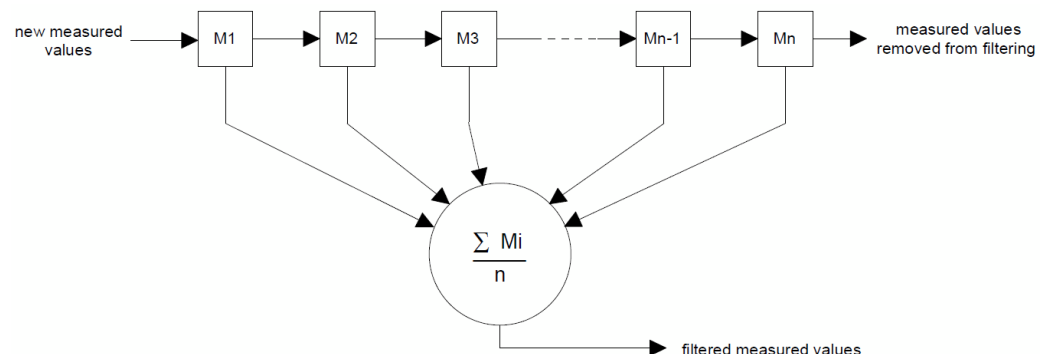 new measured
values
M1
M2
M3
Mn-1
Mn
measured values
removed from filtering
∑ Mi
n
filtered measured values